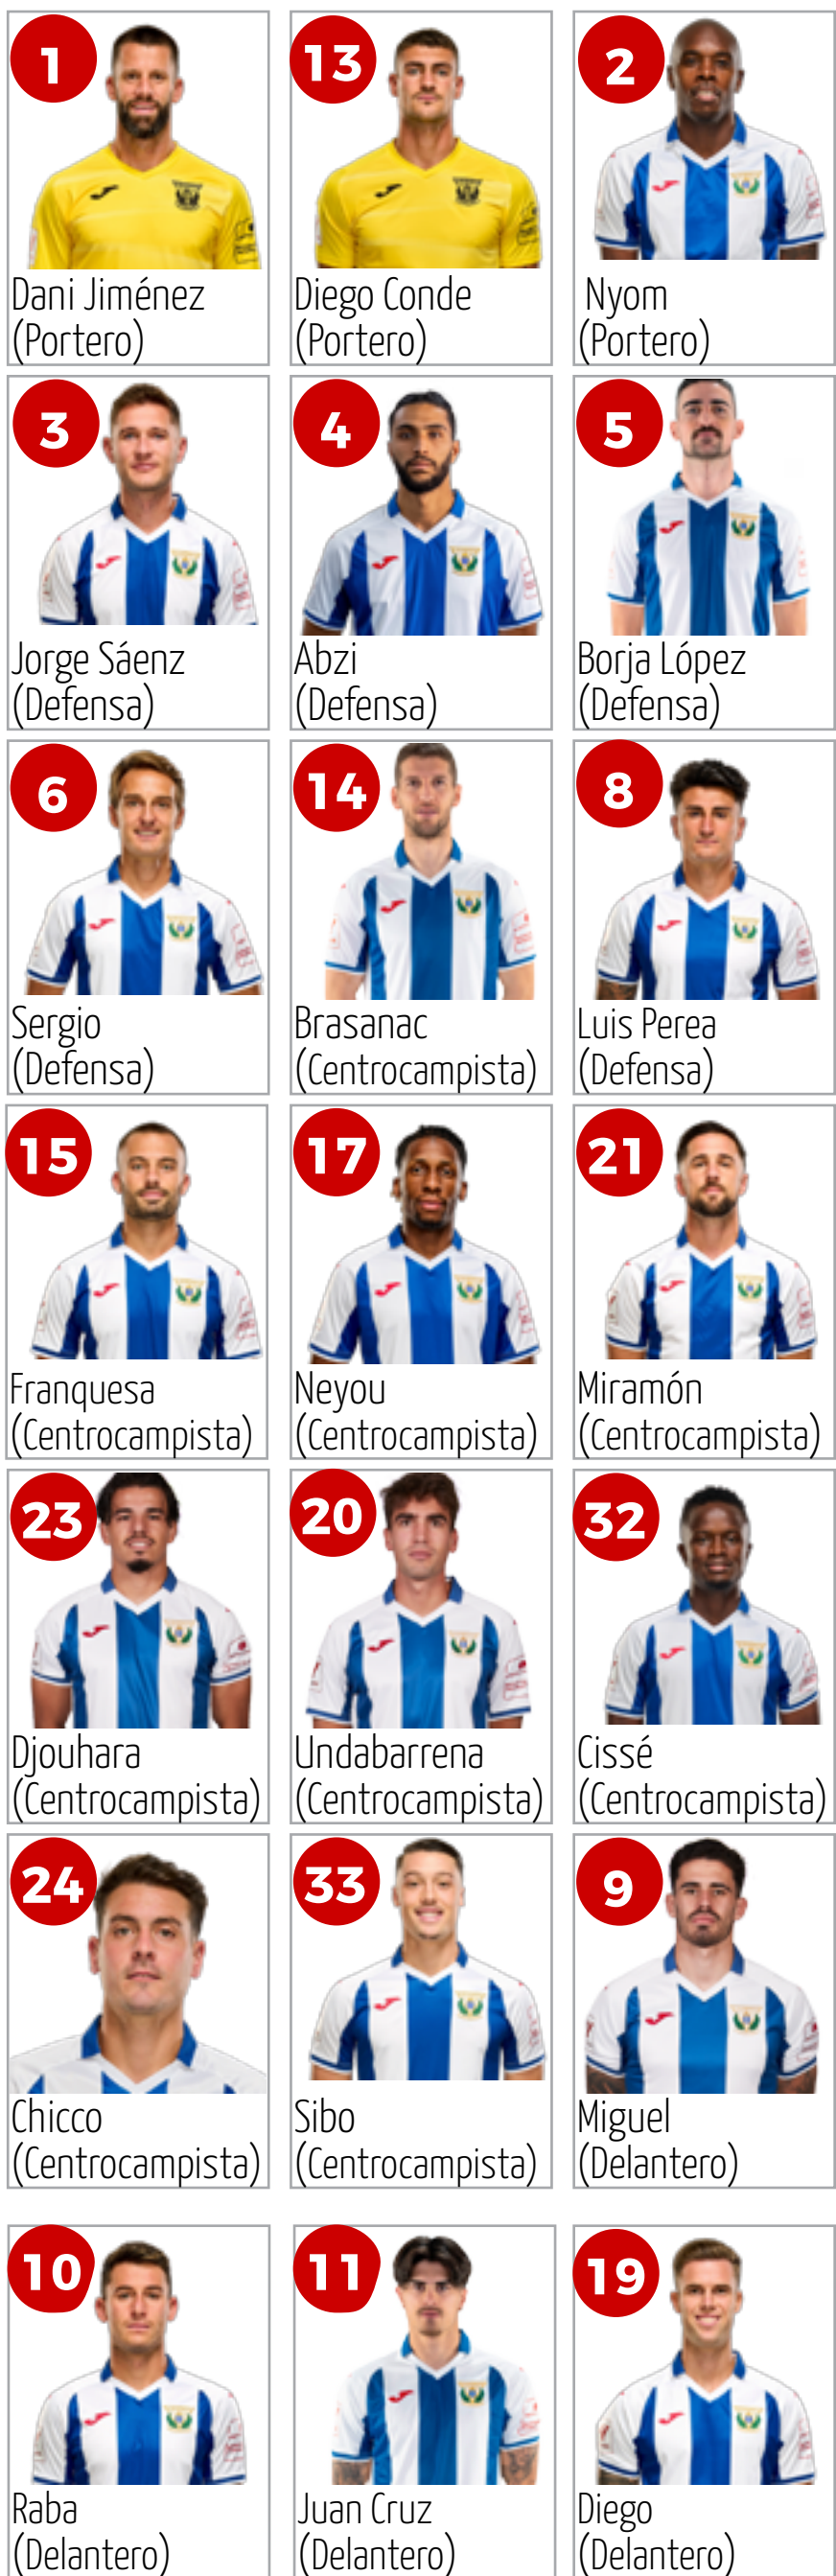 1
Dani Jiménez
(Portero)
13
Diego Conde
(Portero)
2
Nyom
(Portero)
3
Jorge Sáenz
(Defensa)
4
Abzi
(Defensa)
5
Borja López
(Defensa)
6
Sergio
(Defensa)
14
Brasanac
(Centrocampista)
8
Luis Perea
(Defensa)
15
Franquesa
(Centrocampista)
17
Neyou
(Centrocampista)
21
Miramón
(Centrocampista)
23
Djouhara
(Centrocampista)
20
Undabarrena
(Centrocampista)
32
Cissé
(Centrocampista)
24
Chicco
(Centrocampista)
33
Sibo
(Centrocampista)
9
Miguel
(Delantero)
10
Raba
(Delantero)
11
Juan Cruz
(Delantero)
19
Diego
(Delantero)